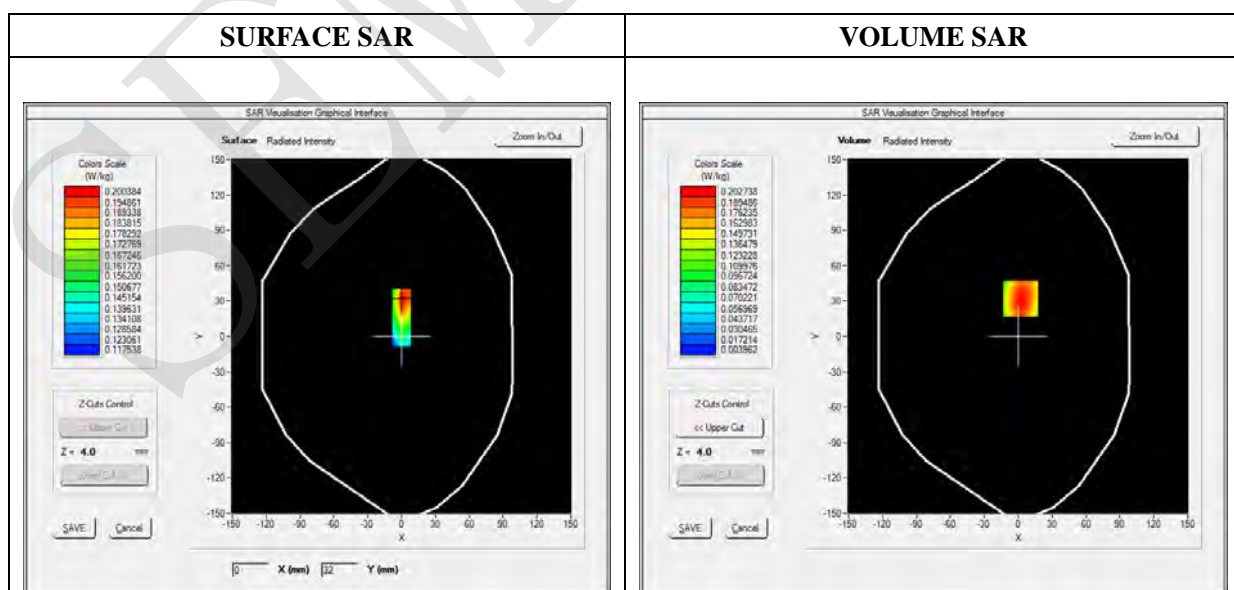 SURFACE SAR
VOLUME SAR
SAR Visualisation Graphical Interface
Surface Radiated Intensity
Zoom In/Out
Colors Scale
(W/kg)
0.200384
0.194861
0.189338
0.183815
0.178292
0.172769
0.167246
0.161723
0.156200
0.150677
0.145154
0.139631
0.134108
0.128584
0.123061
0.117538
Z-Cuts Control
<< Upper Cut
Z = 4.0 mm
SAVE Cancel
150
120
90
60
30
0
-30
-60
-90
-120
-150
Y
-150 -120 -90 -60 -30 0 30 60 90 120 150
X
0 X (mm) 32 Y (mm)
SAR Visualisation Graphical Interface
Volume Radiated Intensity
Zoom In/Out
Colors Scale
(W/kg)
0.202738
0.189486
0.176235
0.162983
0.149731
0.136479
0.123228
0.109976
0.096724
0.083472
0.070221
0.056969
0.043717
0.030465
0.017214
0.003962
Z-Cuts Control
<< Upper Cut
Z = 4.0 mm
SAVE Cancel
150
120
90
60
30
0
-30
-60
-90
-120
-150
Y
-150 -120 -90 -60 -30 0 30 60 90 120 150
X